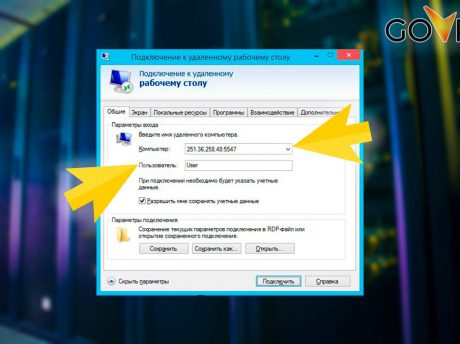 Подключение к удаленному рабочему столу
Подключение к удаленному
рабочему столу
Общие Экран Локальные ресурсы Программы Взаимодействие Дополнительно
Параметры входа
Введите имя удаленного компьютера.
Компьютер: 251.36.258.48:5547
Пользователь: User
При подключении необходимо будет указать учетные
данные.
Разрешить мне сохранять учетные данные
Параметры подключения
Сохранение текущих параметров подключения в RDP-файл или
открытие сохраненного подключения.
Сохранить Сохранить как... Открыть...
Скрыть параметры Подключить Справка